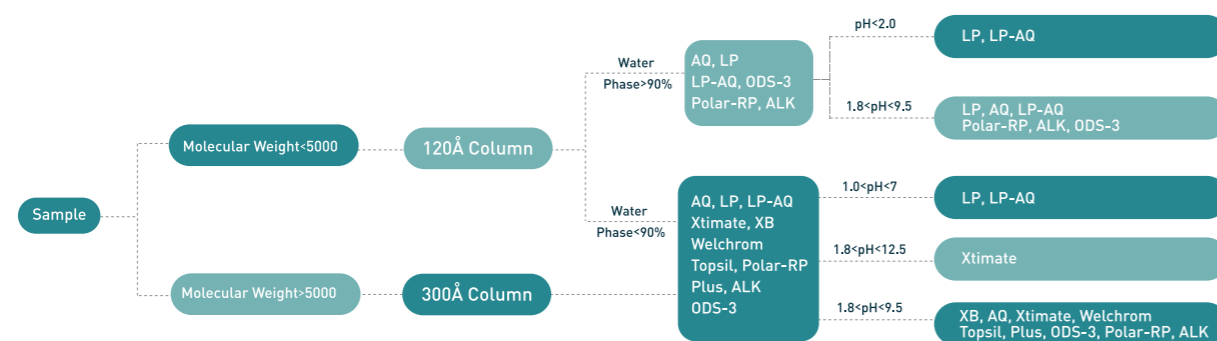 Sample
Molecular Weight<5000
120Å Column
Molecular Weight>5000
300Å Column
Water
Phase>90%
AQ, LP
LP-AQ, ODS-3
Polar-RP, ALK
pH<2.0
LP, LP-AQ
1.8<pH<9.5
LP, AQ, LP-AQ
Polar-RP, ALK, ODS-3
Water
Phase<90%
AQ, LP, LP-AQ
Xtimate, XB
Welchrom
Topsil, Polar-RP
Plus, ALK
ODS-3
1.0<pH<7
LP, LP-AQ
1.8<pH<12.5
Xtimate
1.8<pH<9.5
XB, AQ, Xtimate, Welchrom
Topsil, Plus, ODS-3, Polar-RP, ALK